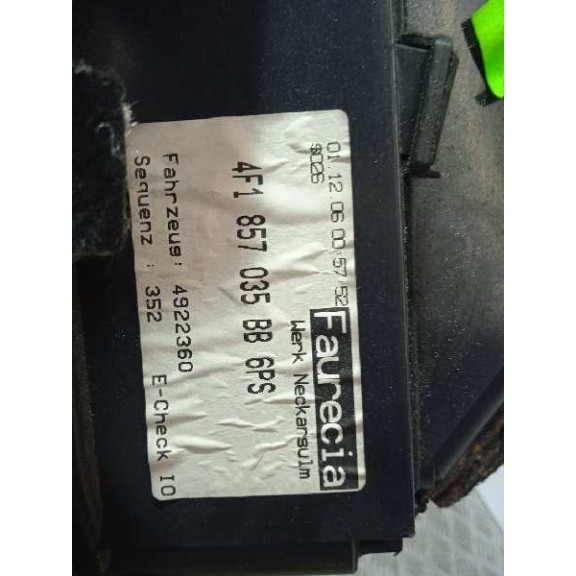 01.12.06 00:57:52
$006
Faurecia
Werk Neckarsulm
4F1 857 035 BB 6PS
Fahrzeug: 4922360
Sequenz : 352 E-Check IO